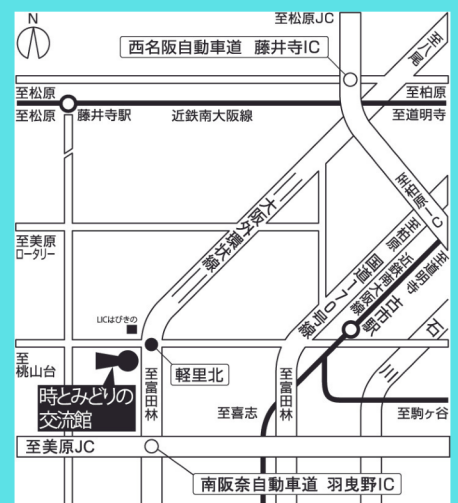 N
至松原JC
至八尾
西名阪自動車道 藤井寺IC
至松原
至柏原
至松原
藤井寺駅
近鉄南大阪線
至道明寺
大阪外環状線
至柏原IC
至美原
ロータリー
至柏原
至道明寺
近鉄南大阪線
国道170号線
古市駅
石川
LICはびきの
至
桃山台
軽里北
時とみどりの
交流館
至富田林
至富田林
至喜志
至駒ヶ谷
至美原JC
南阪奈自動車道 羽曳野IC